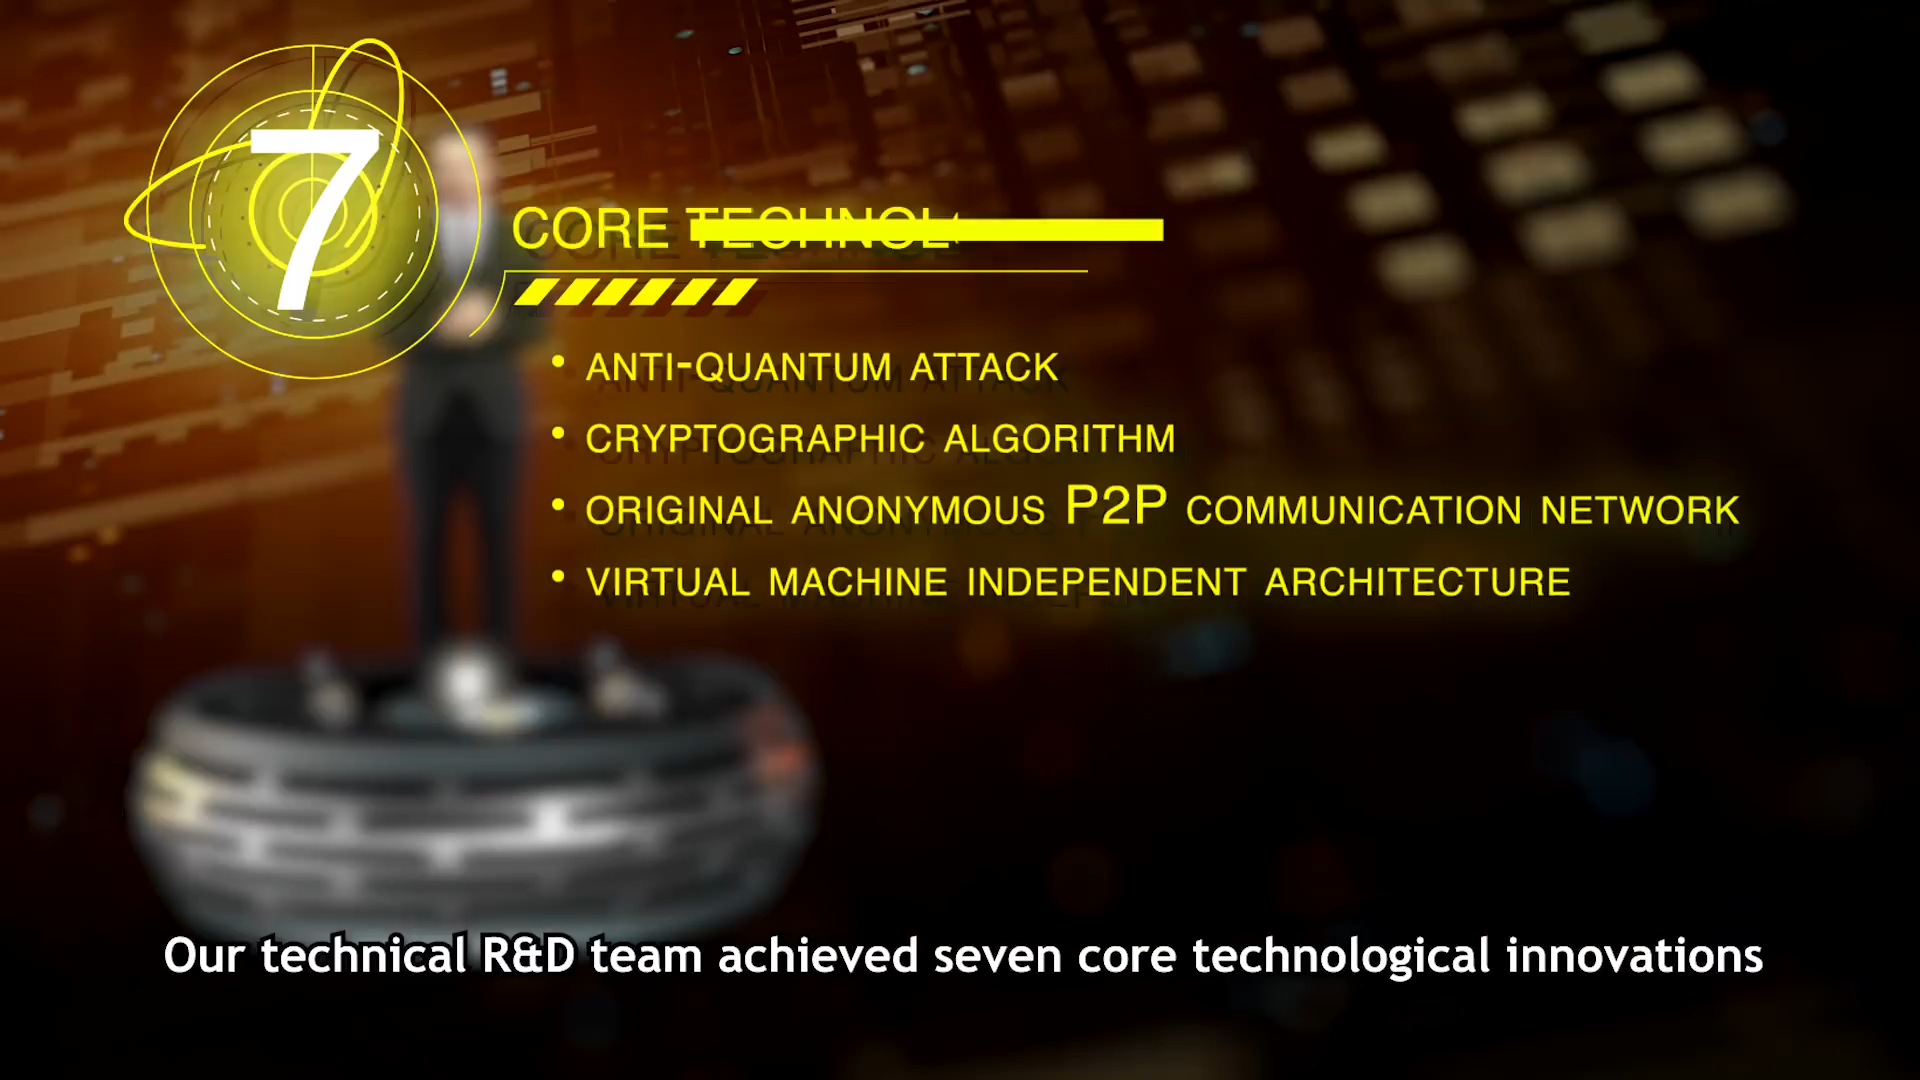 7
CORE TECHNOL
• ANTI-QUANTUM ATTACK
• CRYPTOGRAPHIC ALGORITHM
• ORIGINAL ANONYMOUS P2P COMMUNICATION NETWORK
• VIRTUAL MACHINE INDEPENDENT ARCHITECTURE
Our technical R&D team achieved seven core technological innovations